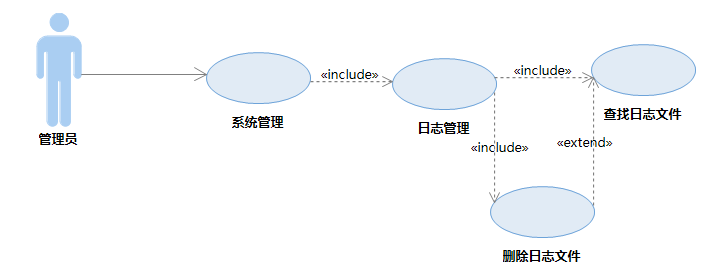 «include»
«include»
查找日志文件
系统管理
日志管理
管理员
«include»
«extend»
删除日志文件